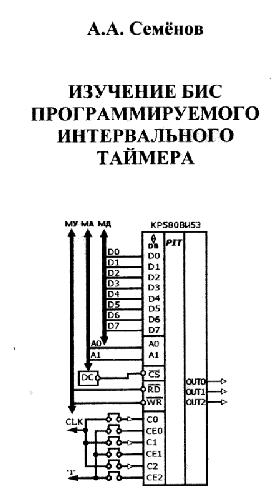 А.А. Семёнов
ИЗУЧЕНИЕ БИС
ПРОГРАММИРУЕМОГО
ИНТЕРВАЛЬНОГО
ТАЙМЕРА
МУ МА МД
КР580ВИ53
D0
D1
D2
D3
D4
D5
D6
D7
A0
A1
DC
CLK
"1"
DB
D0
D1
D2
D3
D4
D5
D6
D7
A0
A1
CS
RD
WR
C0
CE0
C1
CE1
C2
CE2
PIT
OUT0
OUT1
OUT2